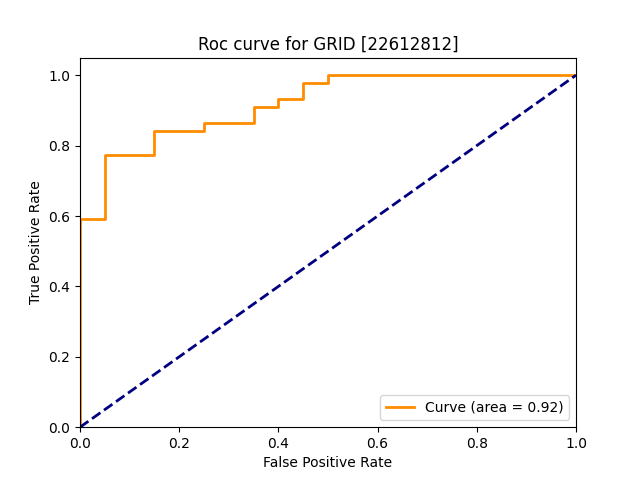 Roc curve for GRID [22612812]
True Positive Rate
1.0
0.8
0.6
0.4
0.2
0.0
0.0 0.2 0.4 0.6 0.8 1.0
False Positive Rate
Curve (area = 0.92)